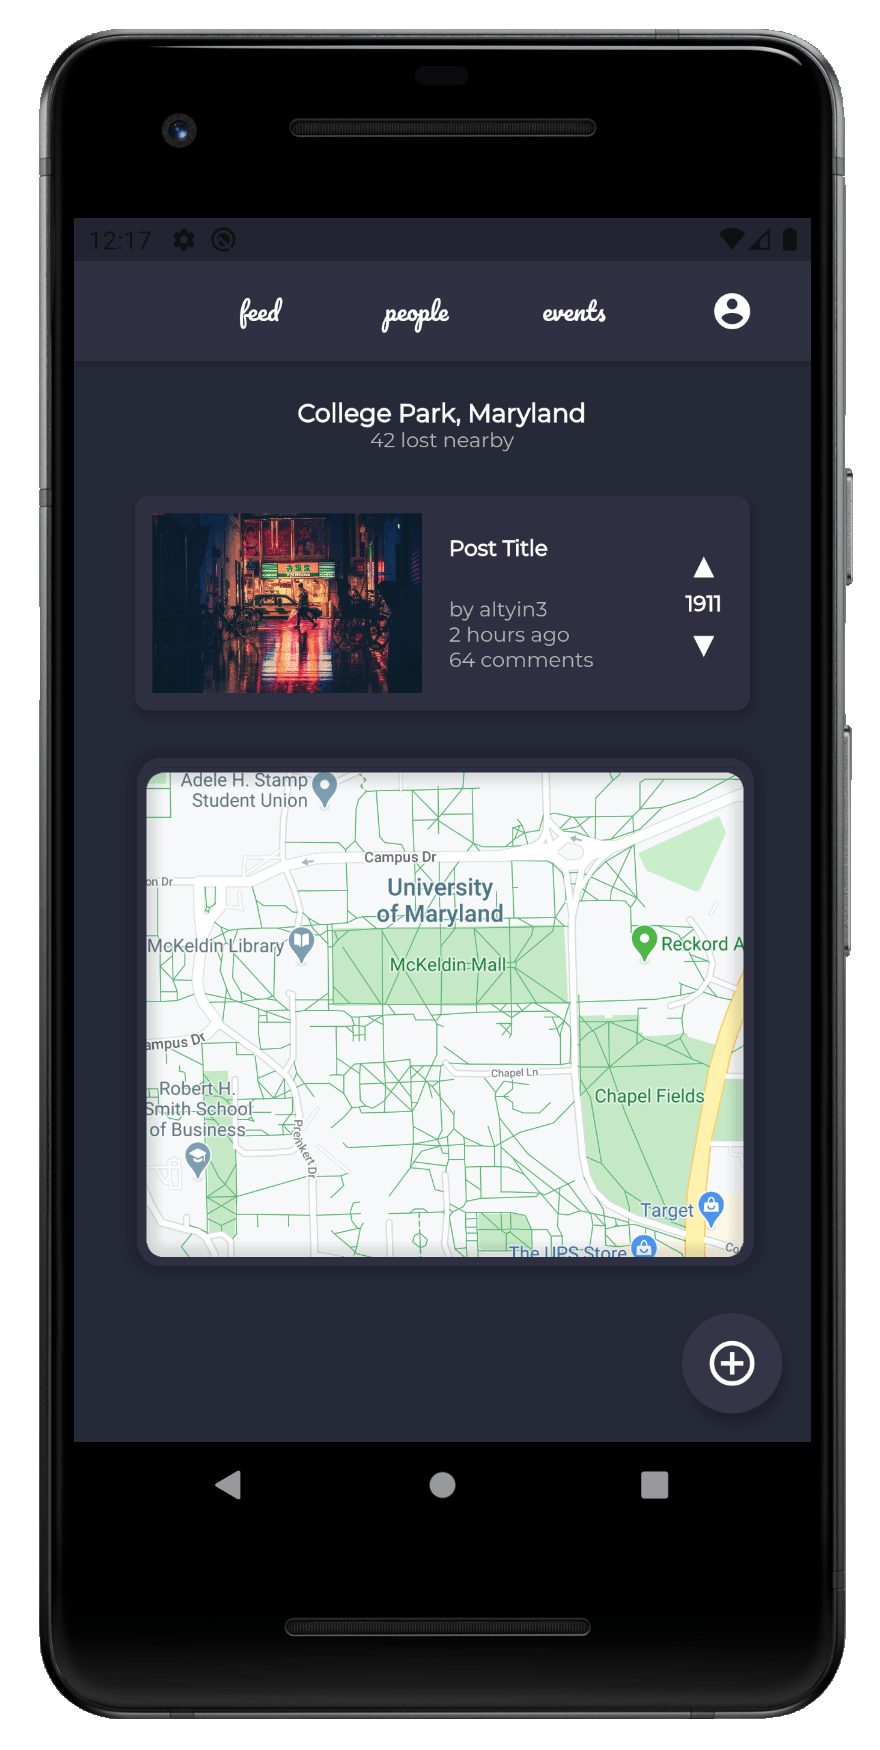 12:17
feed people events
College Park, Maryland
42 lost nearby
Post Title
1911
by altyin3
2 hours ago
64 comments
Adele H. Stamp
Student Union
Campus Dr
on Dr
University
of Maryland
McKeldin Library
Reckord A
McKeldin Mall
ampus Dr
Chapel Ln
Robert H.
Smith School
of Business
Chapel Fields
Preinkert Dr
Target
The UPS Store
Co